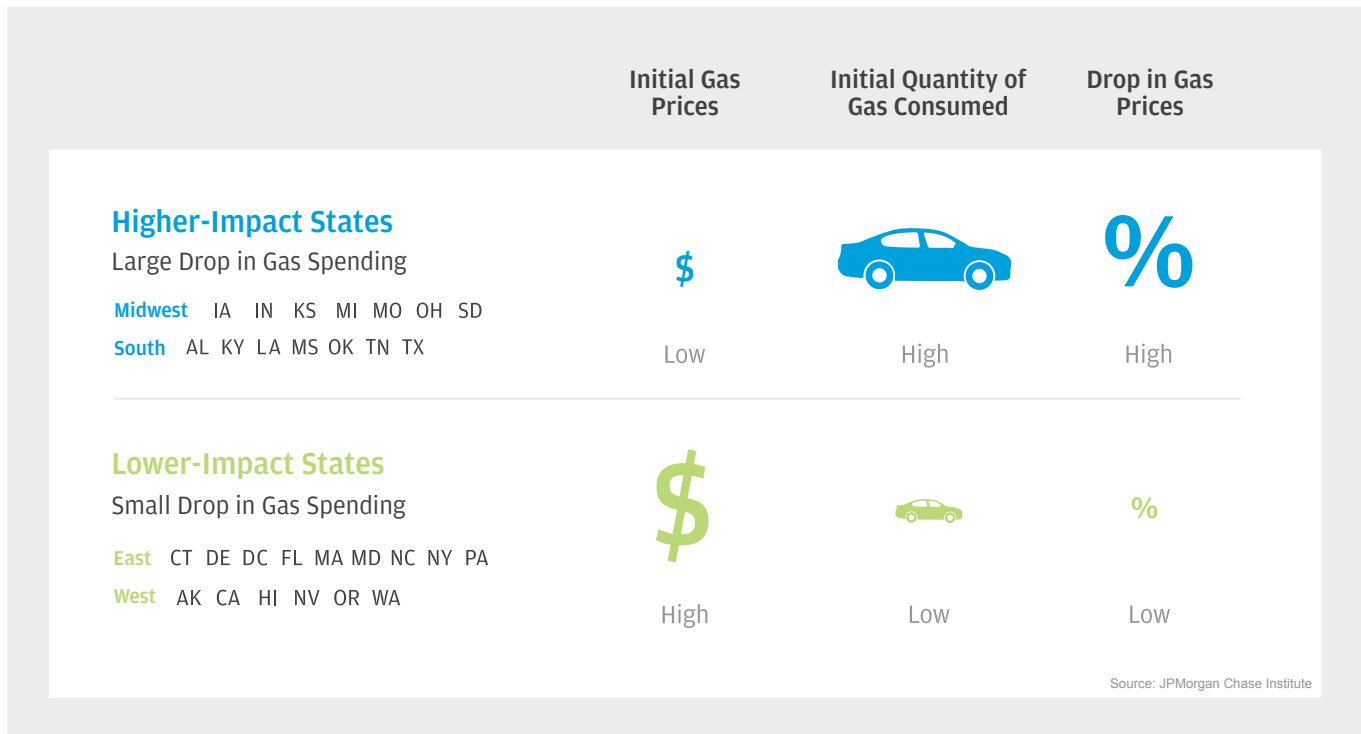 Initial Gas Prices
Initial Quantity of Gas Consumed
Drop in Gas Prices
Higher-Impact States
Large Drop in Gas Spending
Midwest IA IN KS MI MO OH SD
South AL KY LA MS OK TN TX
$
%
Low
High
High
Lower-Impact States
Small Drop in Gas Spending
East CT DE DC FL MA MD NC NY PA
West AK CA HI NV OR WA
$
%
High
Low
Low
Source: JPMorgan Chase Institute